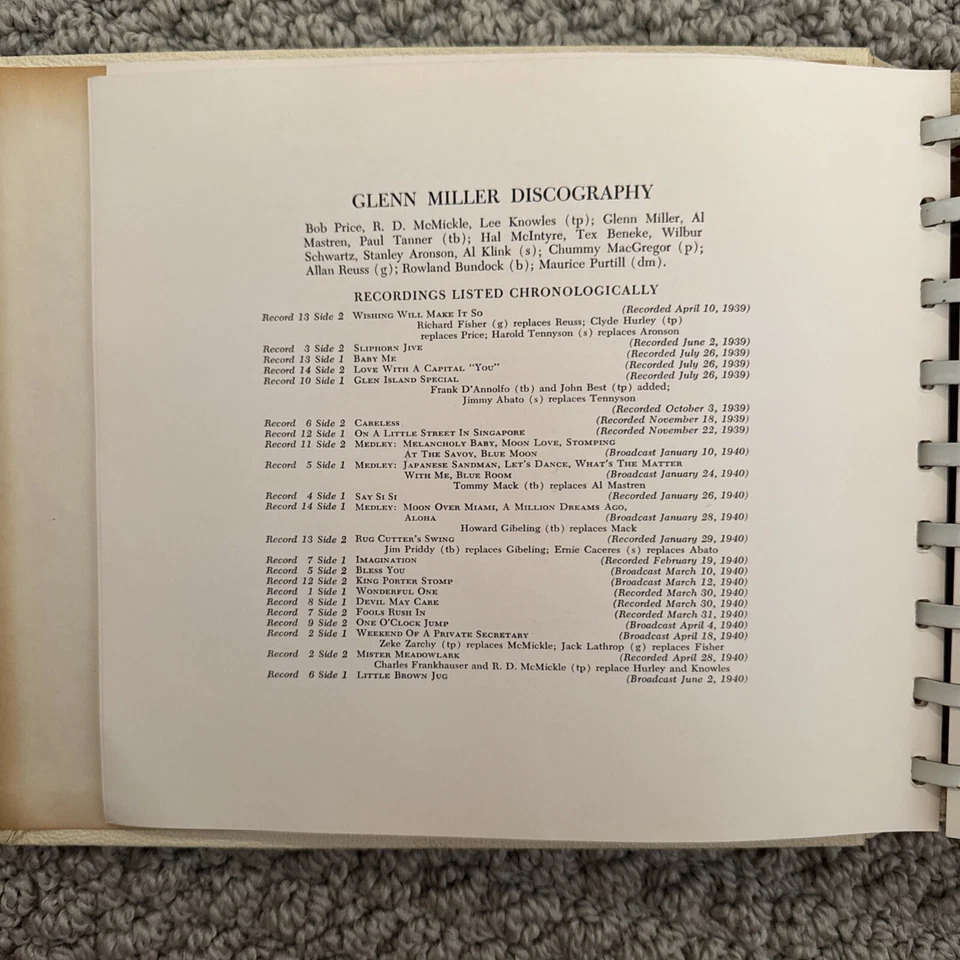 GLENN MILLER DISCOGRAPHY
Bob Price, R. D. McMickle, Lee Knowles (tp); Glenn Miller, Al
Mastren, Paul Tanner (tb); Hal McIntyre, Tex Beneke, Wilbur
Schwartz, Stanley Aronson, Al Klink (s); Chummy MacGregor (p);
Allan Reuss (g); Rowland Bundock (b); Maurice Purtill (dm).
RECORDINGS LISTED CHRONOLOGICALLY
Record 13 Side 2 WISHING WILL MAKE IT SO (Recorded April 10, 1939)
Richard Fisher (g) replaces Reuss; Clyde Hurley (tp)
replaces Price; Harold Tennyson (s) replaces Aronson
Record 3 Side 2 SLIPHORN JIVE (Recorded June 2, 1939)
Record 13 Side 1 BABY ME (Recorded July 26, 1939)
Record 14 Side 2 LOVE WITH A CAPITAL "YOU" (Recorded July 26, 1939)
Record 10 Side 1 GLEN ISLAND SPECIAL (Recorded July 26, 1939)
Frank D'Annolfo (tb) and John Best (tp) added;
Jimmy Abato (s) replaces Tennyson
(Recorded October 3, 1939)
Record 6 Side 2 CARELESS (Recorded November 18, 1939)
Record 12 Side 1 ON A LITTLE STREET IN SINGAPORE (Recorded November 22, 1939)
Record 11 Side 2 MEDLEY: MELANCHOLY BABY, MOON LOVE, STOMPING
AT THE SAVOY, BLUE MOON (Broadcast January 10, 1940)
Record 5 Side 1 MEDLEY: JAPANESE SANDMAN, LET'S DANCE, WHAT'S THE MATTER
WITH ME, BLUE ROOM (Broadcast January 24, 1940)
Tommy Mack (tb) replaces Al Mastren
Record 4 Side 1 SAY SI SI (Recorded January 26, 1940)
Record 14 Side 1 MEDLEY: MOON OVER MIAMI, A MILLION DREAMS AGO,
ALOHA (Broadcast January 28, 1940)
Howard Gibeling (tb) replaces Mack
Record 13 Side 2 RUG CUTTER'S SWING (Recorded January 29, 1940)
Jim Priddy (tb) replaces Gibeling; Ernie Caceres (s) replaces Abato
Record 7 Side 1 IMAGINATION (Recorded February 19, 1940)
Record 5 Side 2 BLESS YOU (Broadcast March 10, 1940)
Record 12 Side 2 KING PORTER STOMP (Broadcast March 12, 1940)
Record 1 Side 1 WONDERFUL ONE (Recorded March 30, 1940)
Record 8 Side 1 DEVIL MAY CARE (Recorded March 30, 1940)
Record 7 Side 2 FOOLS RUSH IN (Recorded March 31, 1940)
Record 9 Side 2 ONE O'CLOCK JUMP (Broadcast April 4, 1940)
Record 2 Side 1 WEEKEND OF A PRIVATE SECRETARY (Broadcast April 18, 1940)
Zeke Zarchy (tp) replaces McMickle; Jack Lathrop (g) replaces Fisher
Record 2 Side 2 MISTER MEADOWLARK (Recorded April 28, 1940)
Charles Frankhauser and R. D. McMickle (tp) replace Hurley and Knowles
Record 6 Side 1 LITTLE BROWN JUG (Broadcast June 2, 1940)